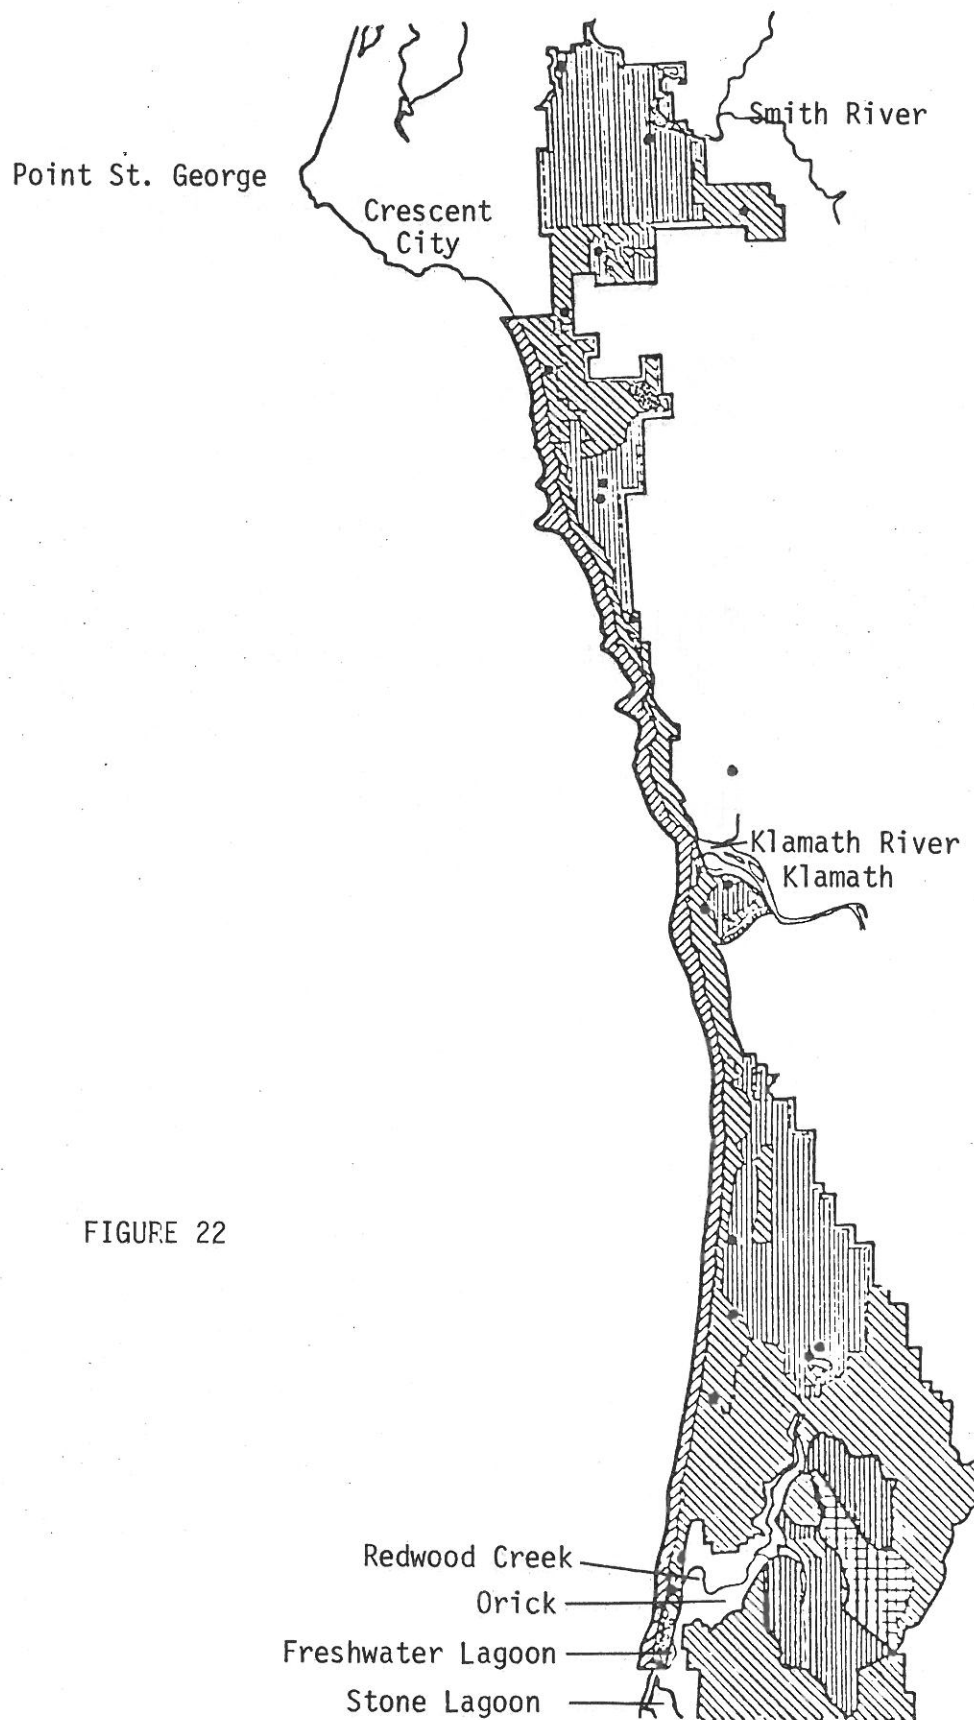 Smith River
Point St. George
Crescent
City
Klamath River
Klamath
FIGURE 22
Redwood Creek
Orick
Freshwater Lagoon
Stone Lagoon